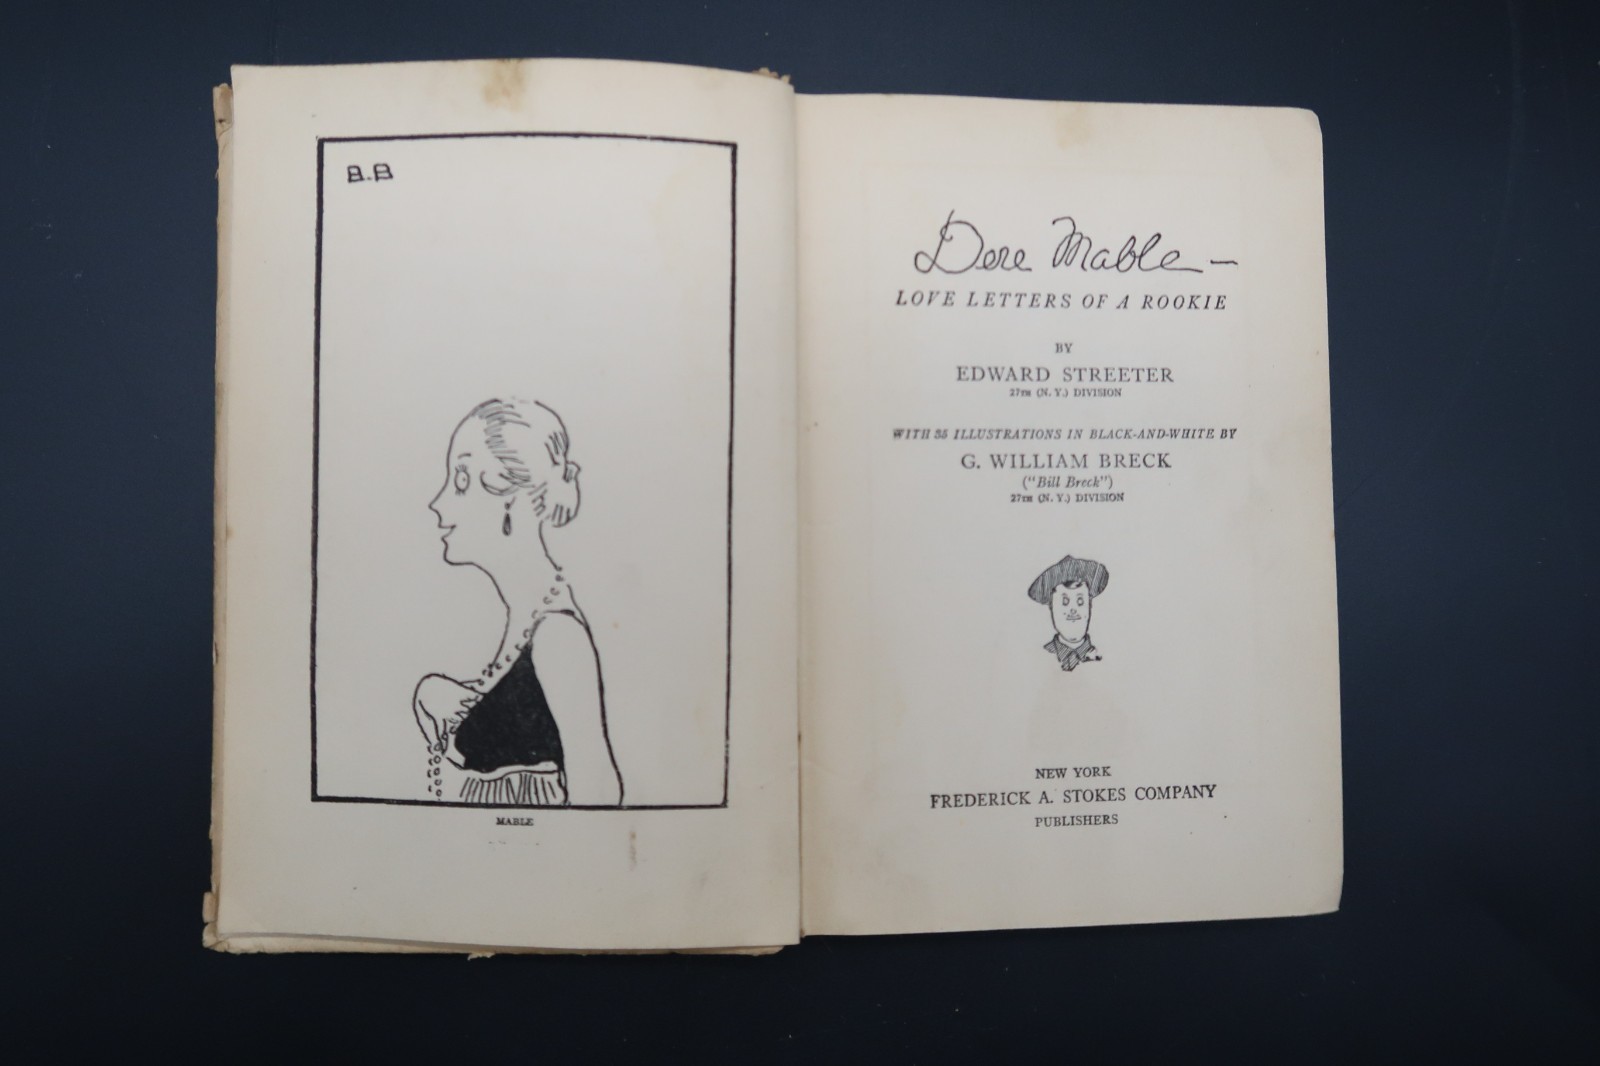 B.B
MABLE
Dere Mable—
LOVE LETTERS OF A ROOKIE
BY
EDWARD STREETER
27TH (N. Y.) DIVISION
WITH 35 ILLUSTRATIONS IN BLACK-AND-WHITE BY
G. WILLIAM BRECK
("Bill Breck")
27TH (N. Y.) DIVISION
NEW YORK
FREDERICK A. STOKES COMPANY
PUBLISHERS